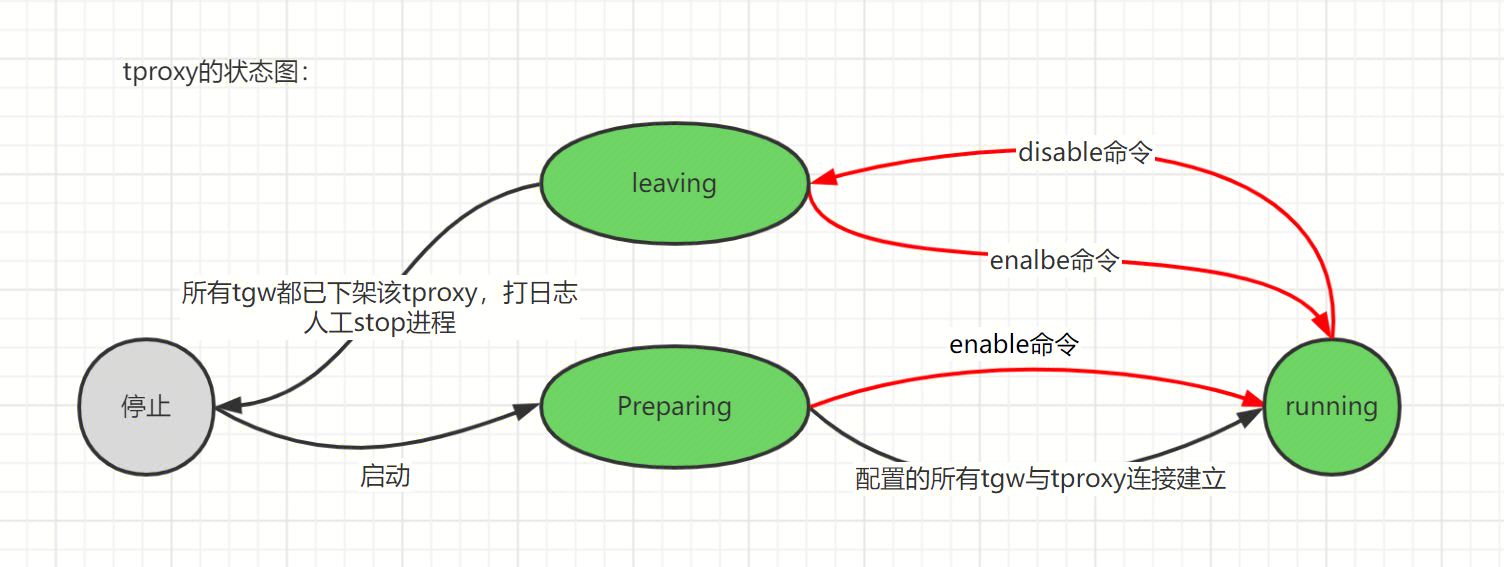 tproxy的状态图：
leaving
disable命令
enalbe命令
所有tgw都已下架该tproxy，打日志
人工stop进程
enable命令
停止
Preparing
running
启动
配置的所有tgw与tproxy连接建立